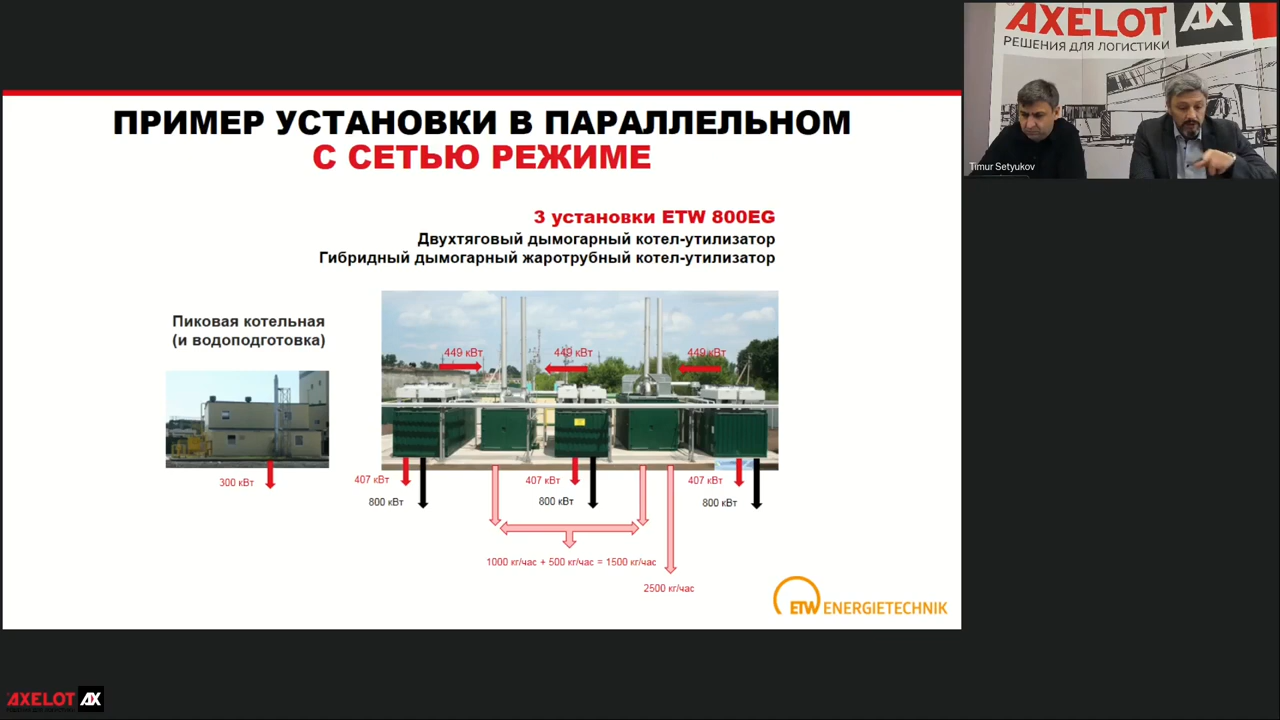 AXELOT
AX
РЕШЕНИЯ ДЛЯ ЛОГИСТИКИ
Timur Setyukov
ПРИМЕР УСТАНОВКИ В ПАРАЛЛЕЛЬНОМ
С СЕТЬЮ РЕЖИМЕ
3 установки ETW 800EG
Двухтяговый дымогарный котел-утилизатор
Гибридный дымогарный жаротрубный котел-утилизатор
Пиковая котельная
(и водоподготовка)
449 кВт
449 кВт
449 кВт
300 кВт
407 кВт
800 кВт
407 кВт
800 кВт
407 кВт
800 кВт
1000 кг/час + 500 кг/час = 1500 кг/час
2500 кг/час
ETW ENERGIETECHNIK
AXELOT AX
РЕШЕНИЯ ДЛЯ ЛОГИСТИКИ